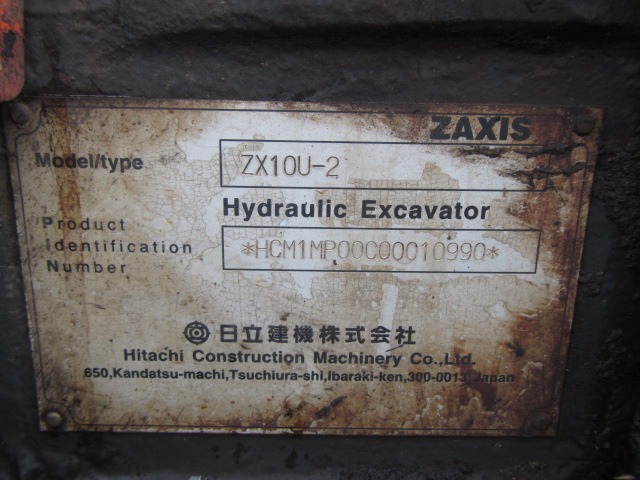 ZAXIS
Model/type ZX10U-2
Hydraulic Excavator
Product
Identification
Number
*HCM1MP00C00010990*
日立建機株式会社
Hitachi Construction Machinery Co.,Ltd.
650,Kandatsu-machi,Tsuchiura-shi,Ibaraki-ken,300-0013 Japan